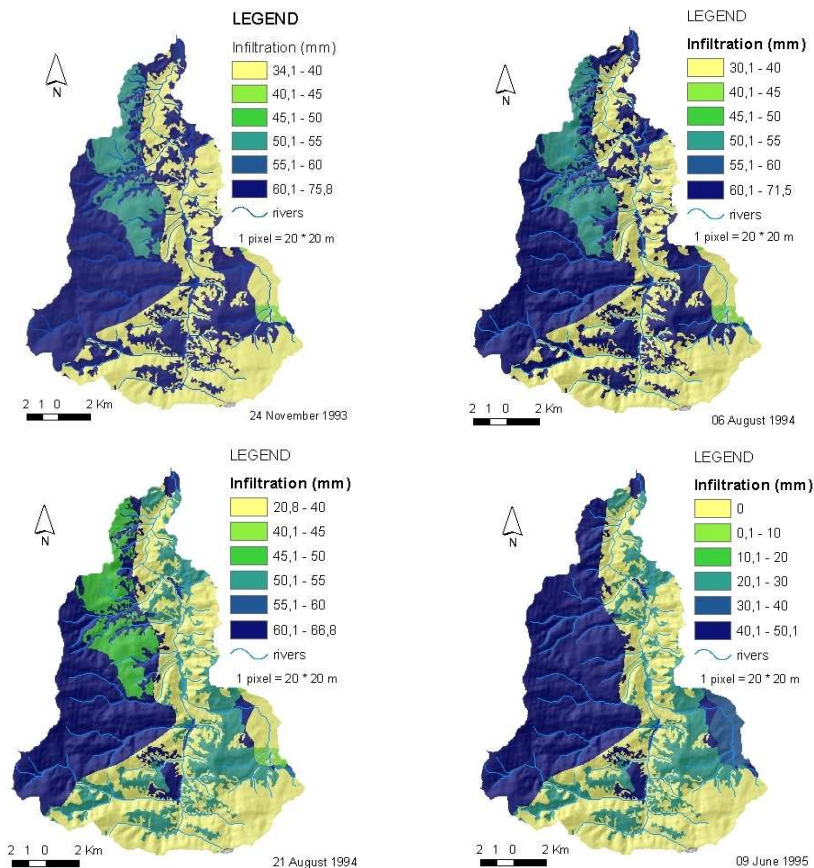 LEGEND
Infiltration (mm)
34,1 - 40
40,1 - 45
45,1 - 50
50,1 - 55
55,1 - 60
60,1 - 75,8
rivers
1 pixel = 20 * 20 m
N
2 1 0 2 Km
24 November 1993
LEGEND
Infiltration (mm)
30,1 - 40
40,1 - 45
45,1 - 50
50,1 - 55
55,1 - 60
60,1 - 71,5
rivers
1 pixel = 20 * 20 m
N
2 1 0 2 Km
06 August 1994
LEGEND
Infiltration (mm)
20,8 - 40
40,1 - 45
45,1 - 50
50,1 - 55
55,1 - 60
60,1 - 66,8
rivers
1 pixel = 20 * 20 m
N
2 1 0 2 Km
21 August 1994
LEGEND
Infiltration (mm)
0
0,1 - 10
10,1 - 20
20,1 - 30
30,1 - 40
40,1 - 50,1
rivers
1 pixel = 20 * 20 m
N
2 1 0 2 Km
09 June 1995